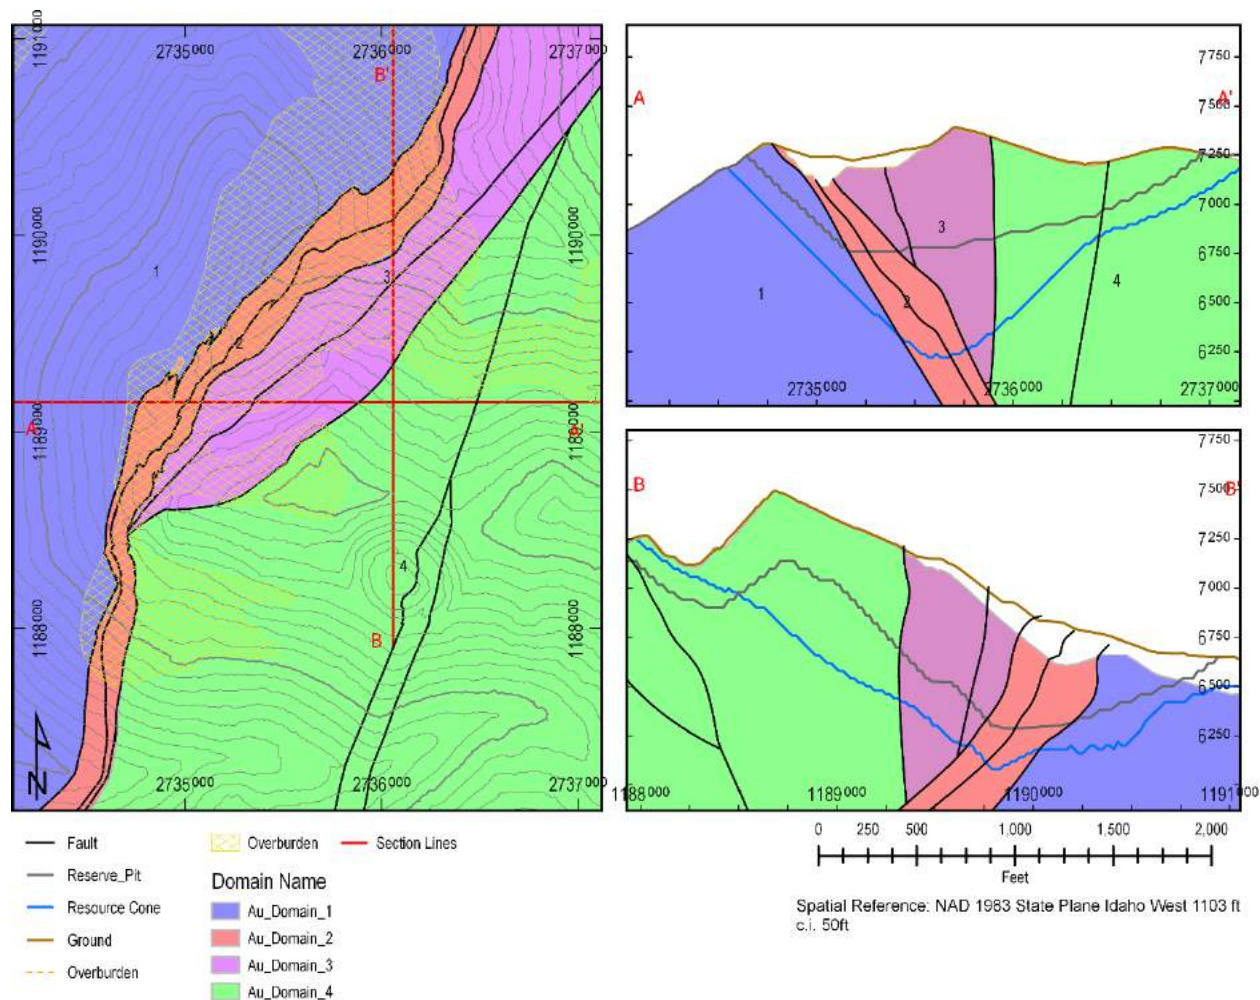 2735000 2736000 2737000
1191000
B'
1190000 1190000
1
3
2
A A'
1189000 1189000
4
1188000 B 1188000
N
2735000 2736000 2737000
A A'
7750
7500
7250
7000
6750
6500
6250
1
2
3
4
2735000 2736000 2737000
B B'
7750
7500
7250
7000
6750
6500
6250
1188000 1189000 1190000 1191000
Fault
Reserve_Pit
Resource Cone
Ground
Overburden
Overburden
Section Lines
Domain Name
Au_Domain_1
Au_Domain_2
Au_Domain_3
Au_Domain_4
0 250 500 1,000 1,500 2,000
Feet
Spatial Reference: NAD 1983 State Plane Idaho West 1103 ft
c.i. 50ft